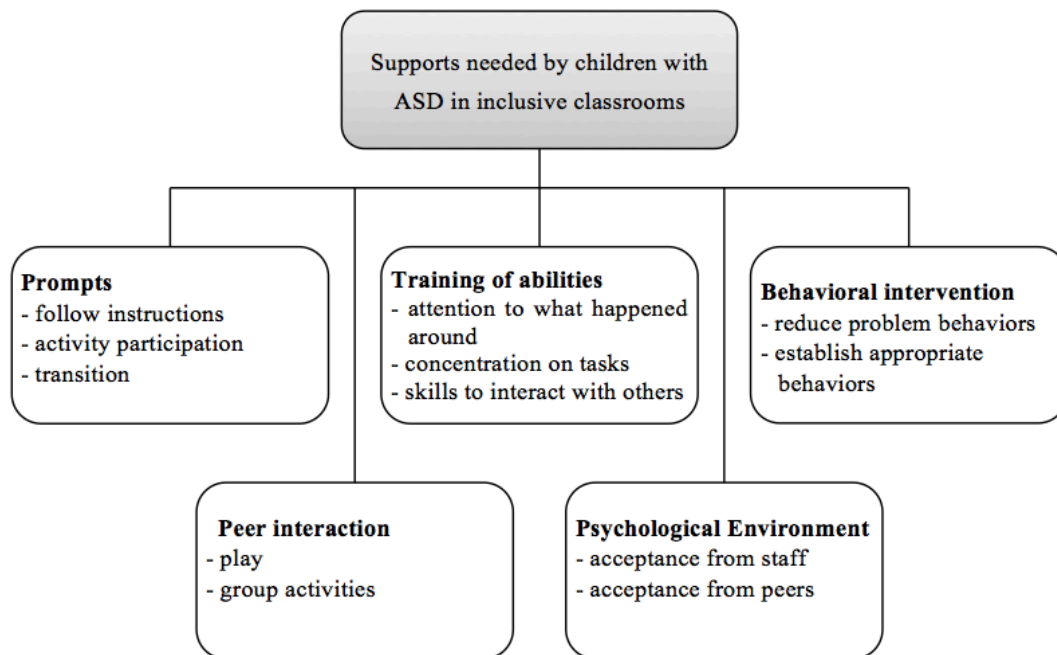 Supports needed by children with
ASD in inclusive classrooms
Prompts
- follow instructions
- activity participation
- transition
Training of abilities
- attention to what happened
around
- concentration on tasks
- skills to interact with others
Behavioral intervention
- reduce problem behaviors
- establish appropriate
behaviors
Peer interaction
- play
- group activities
Psychological Environment
- acceptance from staff
- acceptance from peers